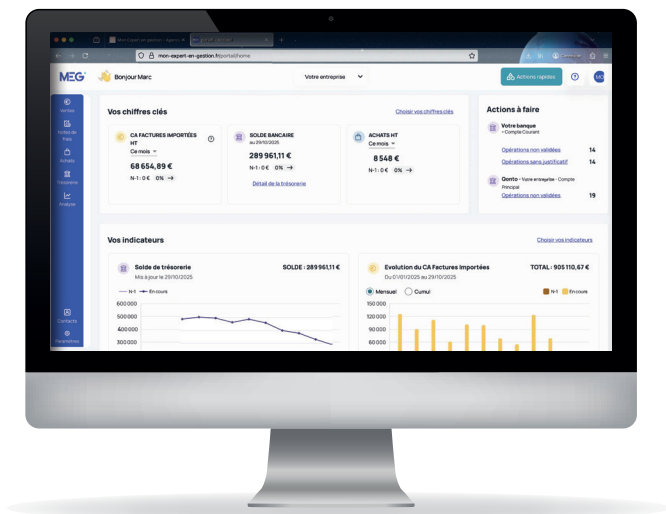 mon-expert-en-gestion.fr/portal/home
MEG
Bonjour Marc
Votre entreprise
Actions rapides
?
Ventes
Notes de frais
Achats
Trésorerie
Analyse
Contacts
Paramètres
Vos chiffres clés
Choisir vos chiffres clés
CA FACTURES IMPORTÉES
HT
Ce mois
68 654,89 €
N-1 : 0 € 0% →
SOLDE BANCAIRE
au 29/10/2025
289 961,11 €
N-1 : 0 € 0% →
Détail de la trésorerie
ACHATS HT
Ce mois
8 548 €
N-1 : 0 € 0% →
Actions à faire
Votre banque
- Compte Courant
Opérations non validées 14
Opérations sans justificatif 14
Qonto - Votre entreprise - Compte
Principal
Opérations non validées 19
Vos indicateurs
Choisir vos indicateurs
Solde de trésorerie
SOLDE : 289 961,11 €
Mis à jour le 29/10/2025
N-1 En cours
600 000
500 000
400 000
300 000
Evolution du CA Factures Importées
TOTAL : 905 110,67 €
Du 01/01/2025 au 29/10/2025
Mensuel Cumul
N-1 En cours
150 000
120 000
90 000
60 000